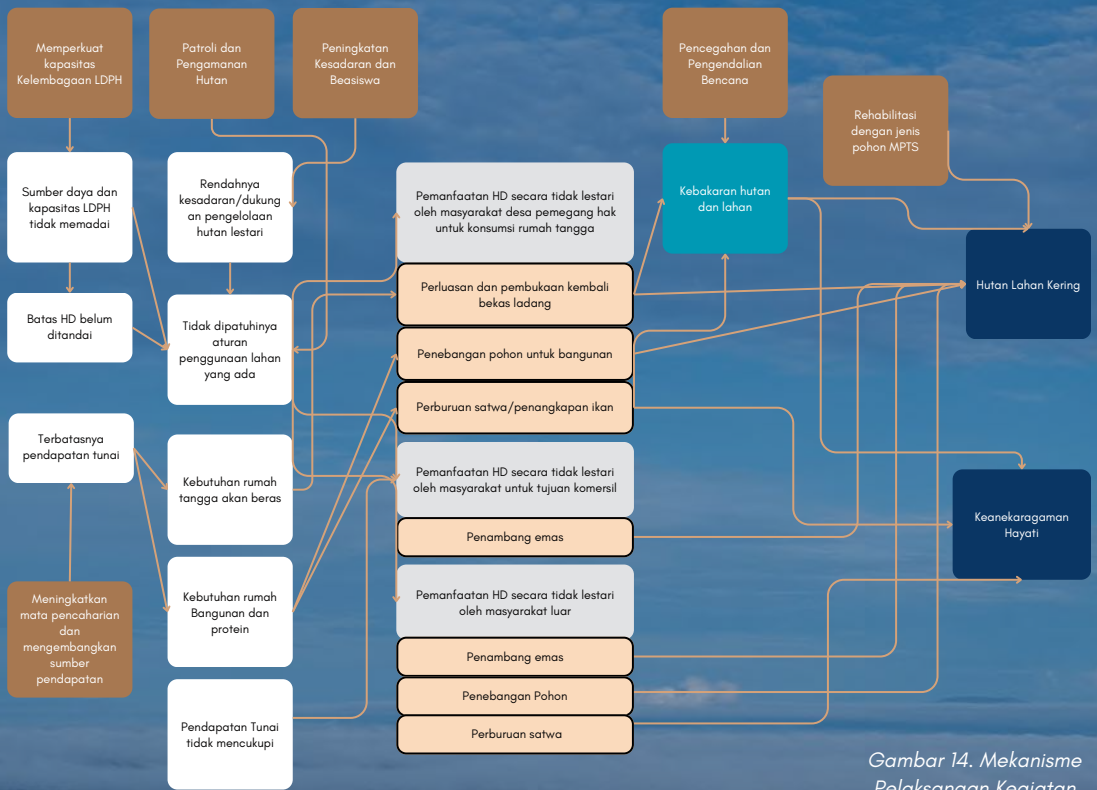 Memperkuat
kapasitas
Kelembagaan LDPH
Patroli dan
Pengamanan
Hutan
Peningkatan
Kesadaran dan
Beasiswa
Pencegahan dan
Pengendalian
Bencana
Rehabilitasi
dengan jenis
pohon MPTS
Sumber daya dan
kapasitas LDPH
tidak memadai
Rendahnya
kesadaran/dukung
an pengelolaan
hutan lestari
Pemanfaatan HD secara tidak lestari
oleh masyarakat desa pemegang hak
untuk konsumsi rumah tangga
Kebakaran hutan
dan lahan
Hutan Lahan Kering
Perluasan dan pembukaan kembali
bekas ladang
Batas HD belum
ditandai
Tidak dipatuhinya
aturan
penggunaan lahan
yang ada
Penebangan pohon untuk bangunan
Perburuan satwa/penangkapan ikan
Terbatasnya
pendapatan tunai
Kebutuhan rumah
tangga akan beras
Pemanfaatan HD secara tidak lestari
oleh masyarakat untuk tujuan komersil
Penambang emas
Keanekaragaman
Hayati
Meningkatkan
mata pencaharian
dan
mengembangkan
sumber
pendapatan
Kebutuhan rumah
Bangunan dan
protein
Pemanfaatan HD secara tidak lestari
oleh masyarakat luar
Penambang emas
Penebangan Pohon
Perburuan satwa
Pendapatan Tunai
tidak mencukupi
Gambar 14. Mekanisme
Pelaksangan Kegiatan